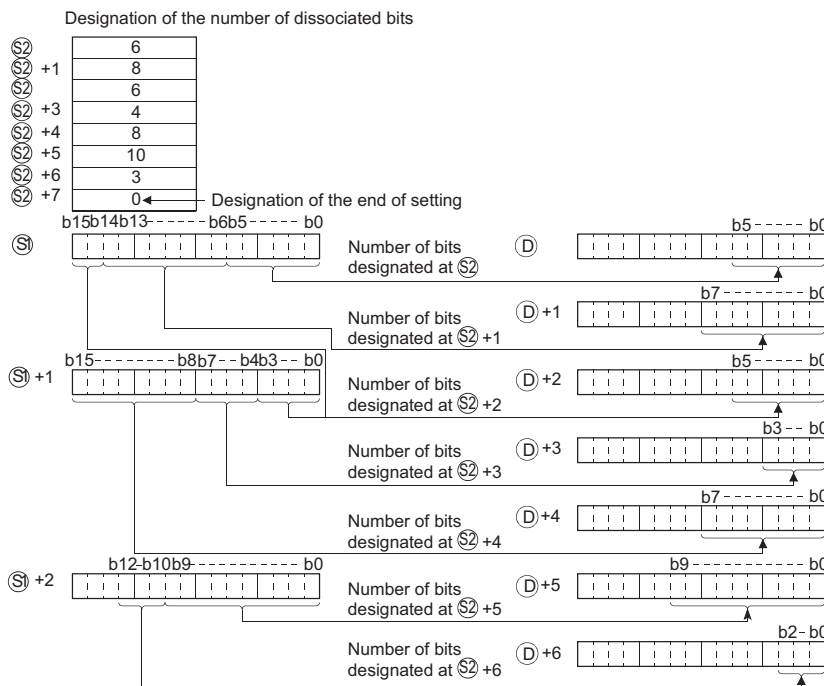 Designation of the number of dissociated bits
S2 6
S2 +1 8
S2 6
S2 +3 4
S2 +4 8
S2 +5 10
S2 +6 3
S2 +7 0 Designation of the end of setting
b15b14b13-------b6b5------b0
S1
Number of bits
designated at S2
D
b5-----b0
Number of bits
designated at S2 +1
D +1
b7--------b0
S1 +1
b15----------b8b7---b4b3--b0
Number of bits
designated at S2 +2
D +2
b5-----b0
Number of bits
designated at S2 +3
D +3
b3--b0
Number of bits
designated at S2 +4
D +4
b7--------b0
S1 +2
b12-b10b9-----------b0
Number of bits
designated at S2 +5
D +5
b9-----------b0
Number of bits
designated at S2 +6
D +6
b2-b0